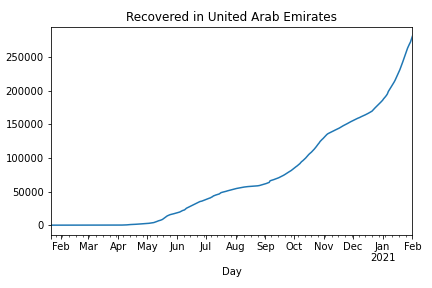 Recovered in United Arab Emirates
250000
200000
150000
100000
50000
0
Feb Mar Apr May Jun Jul Aug Sep Oct Nov Dec Jan Feb
2021
Day